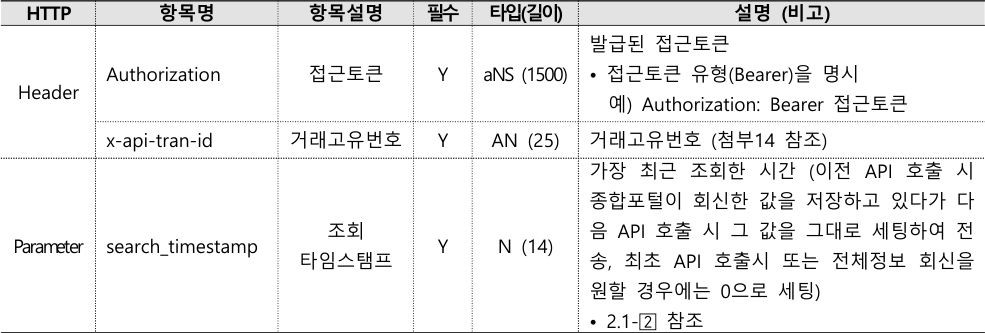 HTTP 항목명 항목설명 필수 타입(길이) 설명 (비고)
Header Authorization 접근토큰 Y aNS (1500) 발급된 접근토큰
• 접근토큰 유형(Bearer)을 명시
예) Authorization: Bearer 접근토큰
x-api-tran-id 거래고유번호 Y AN (25) 거래고유번호 (첨부14 참조)
Parameter search_timestamp 조회
타임스탬프 Y N (14) 가장 최근 조회한 시간 (이전 API 호출 시
종합포털이 회신한 값을 저장하고 있다가 다
음 API 호출 시 그 값을 그대로 세팅하여 전
송, 최초 API 호출시 또는 전체정보 회신을
원할 경우에는 0으로 세팅)
• 2.1-2 참조